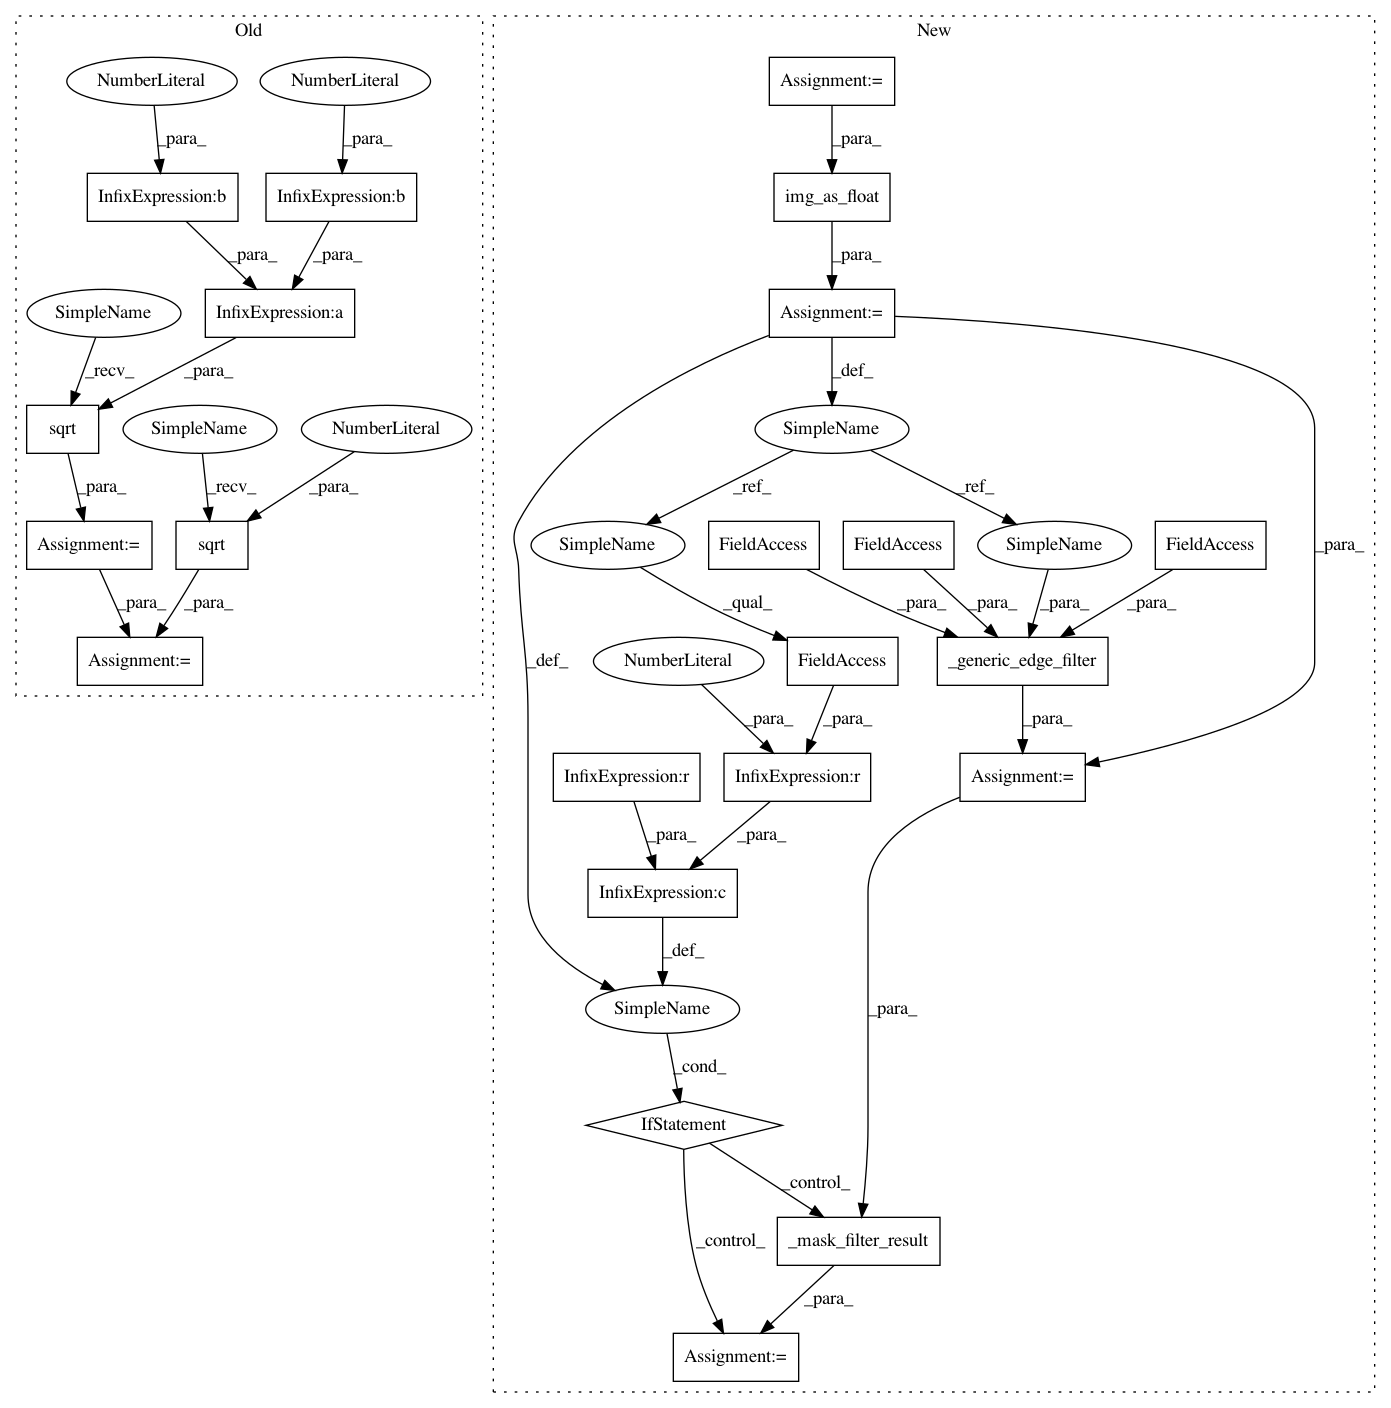 Old
New
NumberLiteral
NumberLiteral
Assignment:=
_para_
_para_
_para_
InfixExpression:b
InfixExpression:b
img_as_float
_para_
_para_
_para_
SimpleName
InfixExpression:a
Assignment:=
_recv_
_para_
_def_
sqrt
SimpleName
NumberLiteral
SimpleName
_para_
_recv_
_para_
_ref_
_ref_
Assignment:=
sqrt
SimpleName
FieldAccess
FieldAccess
SimpleName
FieldAccess
_para_
_para_
_para_
_qual_
_para_
_para_
_para_
_para_
Assignment:=
_def_
NumberLiteral
FieldAccess
_generic_edge_filter
_para_
_para_
_para_
InfixExpression:r
InfixExpression:r
Assignment:=
_para_
_para_
InfixExpression:c
_def_
SimpleName
_para_
_cond_
IfStatement
_control_
_control_
_mask_filter_result
_para_
Assignment:=